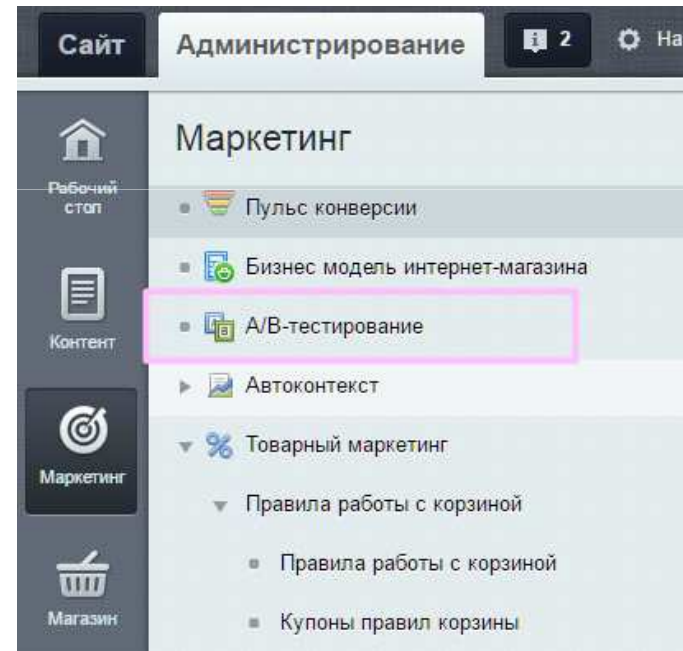 Сайт
Администрирование
2
На
Маркетинг
Рабочий
стол
Пульс конверсии
Бизнес модель интернет-магазина
Контент
А/В-тестирование
Автоконтекст
Маркетинг
Товарный маркетинг
Правила работы с корзиной
Правила работы с корзиной
Магазин
Купоны правил корзины